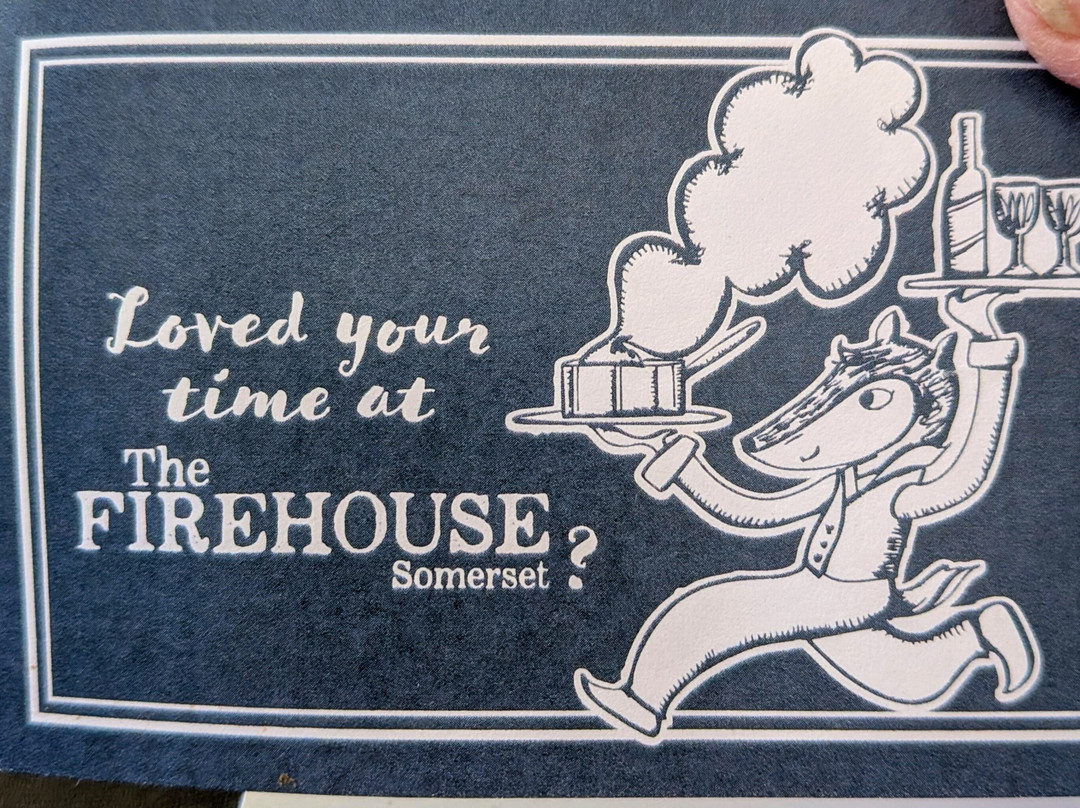 Loved your
time at
The
FIREHOUSE
Somerset ?